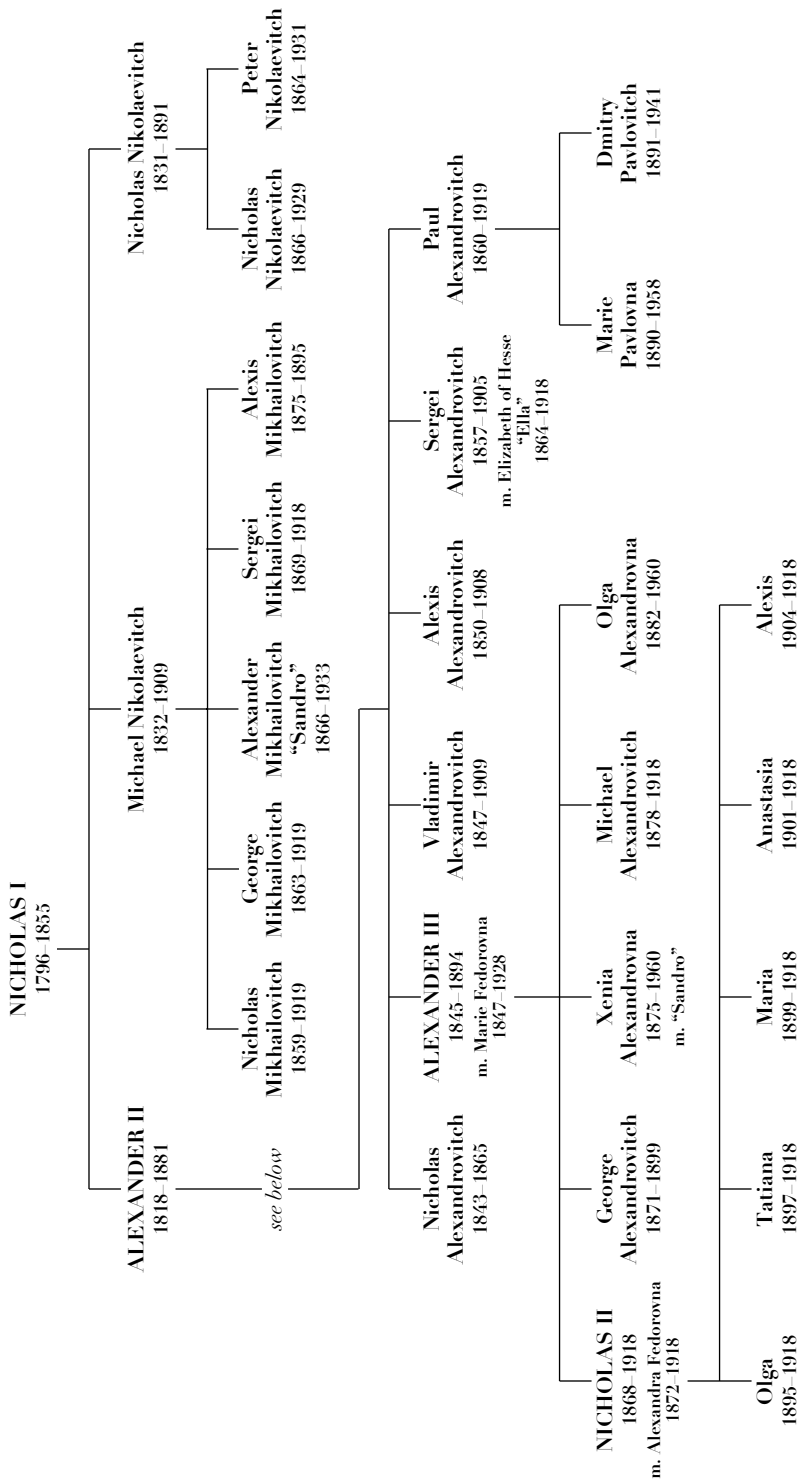 NICHOLAS I
1796–1855
ALEXANDER II
1818–1881
Michael Nikolaevitch
1832–1909
Nicholas Nikolaevitch
1831–1891
see below
Nicholas
Mikhailovitch
1859–1919
George
Mikhailovitch
1863–1919
Alexander
Mikhailovitch
“Sandro”
1866–1933
Sergei
Mikhailovitch
1869–1918
Alexis
Mikhailovitch
1875–1895
Nicholas
Nikolaevitch
1866–1929
Peter
Nikolaevitch
1864–1931
Nicholas
Alexandrovitch
1843–1865
ALEXANDER III
1845–1894
m. Marie Fedorovna
1847–1928
Vladimir
Alexandrovitch
1847–1909
Alexis
Alexandrovitch
1850–1908
Sergei
Alexandrovitch
1857–1905
m. Elizabeth of Hesse
“Ella”
1864–1918
Paul
Alexandrovitch
1860–1919
NICHOLAS II
1868–1918
m. Alexandra Fedorovna
1872–1918
George
Alexandrovitch
1871–1899
Xenia
Alexandrovna
1875–1960
m. “Sandro”
Michael
Alexandrovitch
1878–1918
Olga
Alexandrovna
1882–1960
Marie
Pavlovna
1890–1958
Dmitry
Pavlovitch
1891–1941
Olga
1895–1918
Tatiana
1897–1918
Maria
1899–1918
Anastasia
1901–1918
Alexis
1904–1918